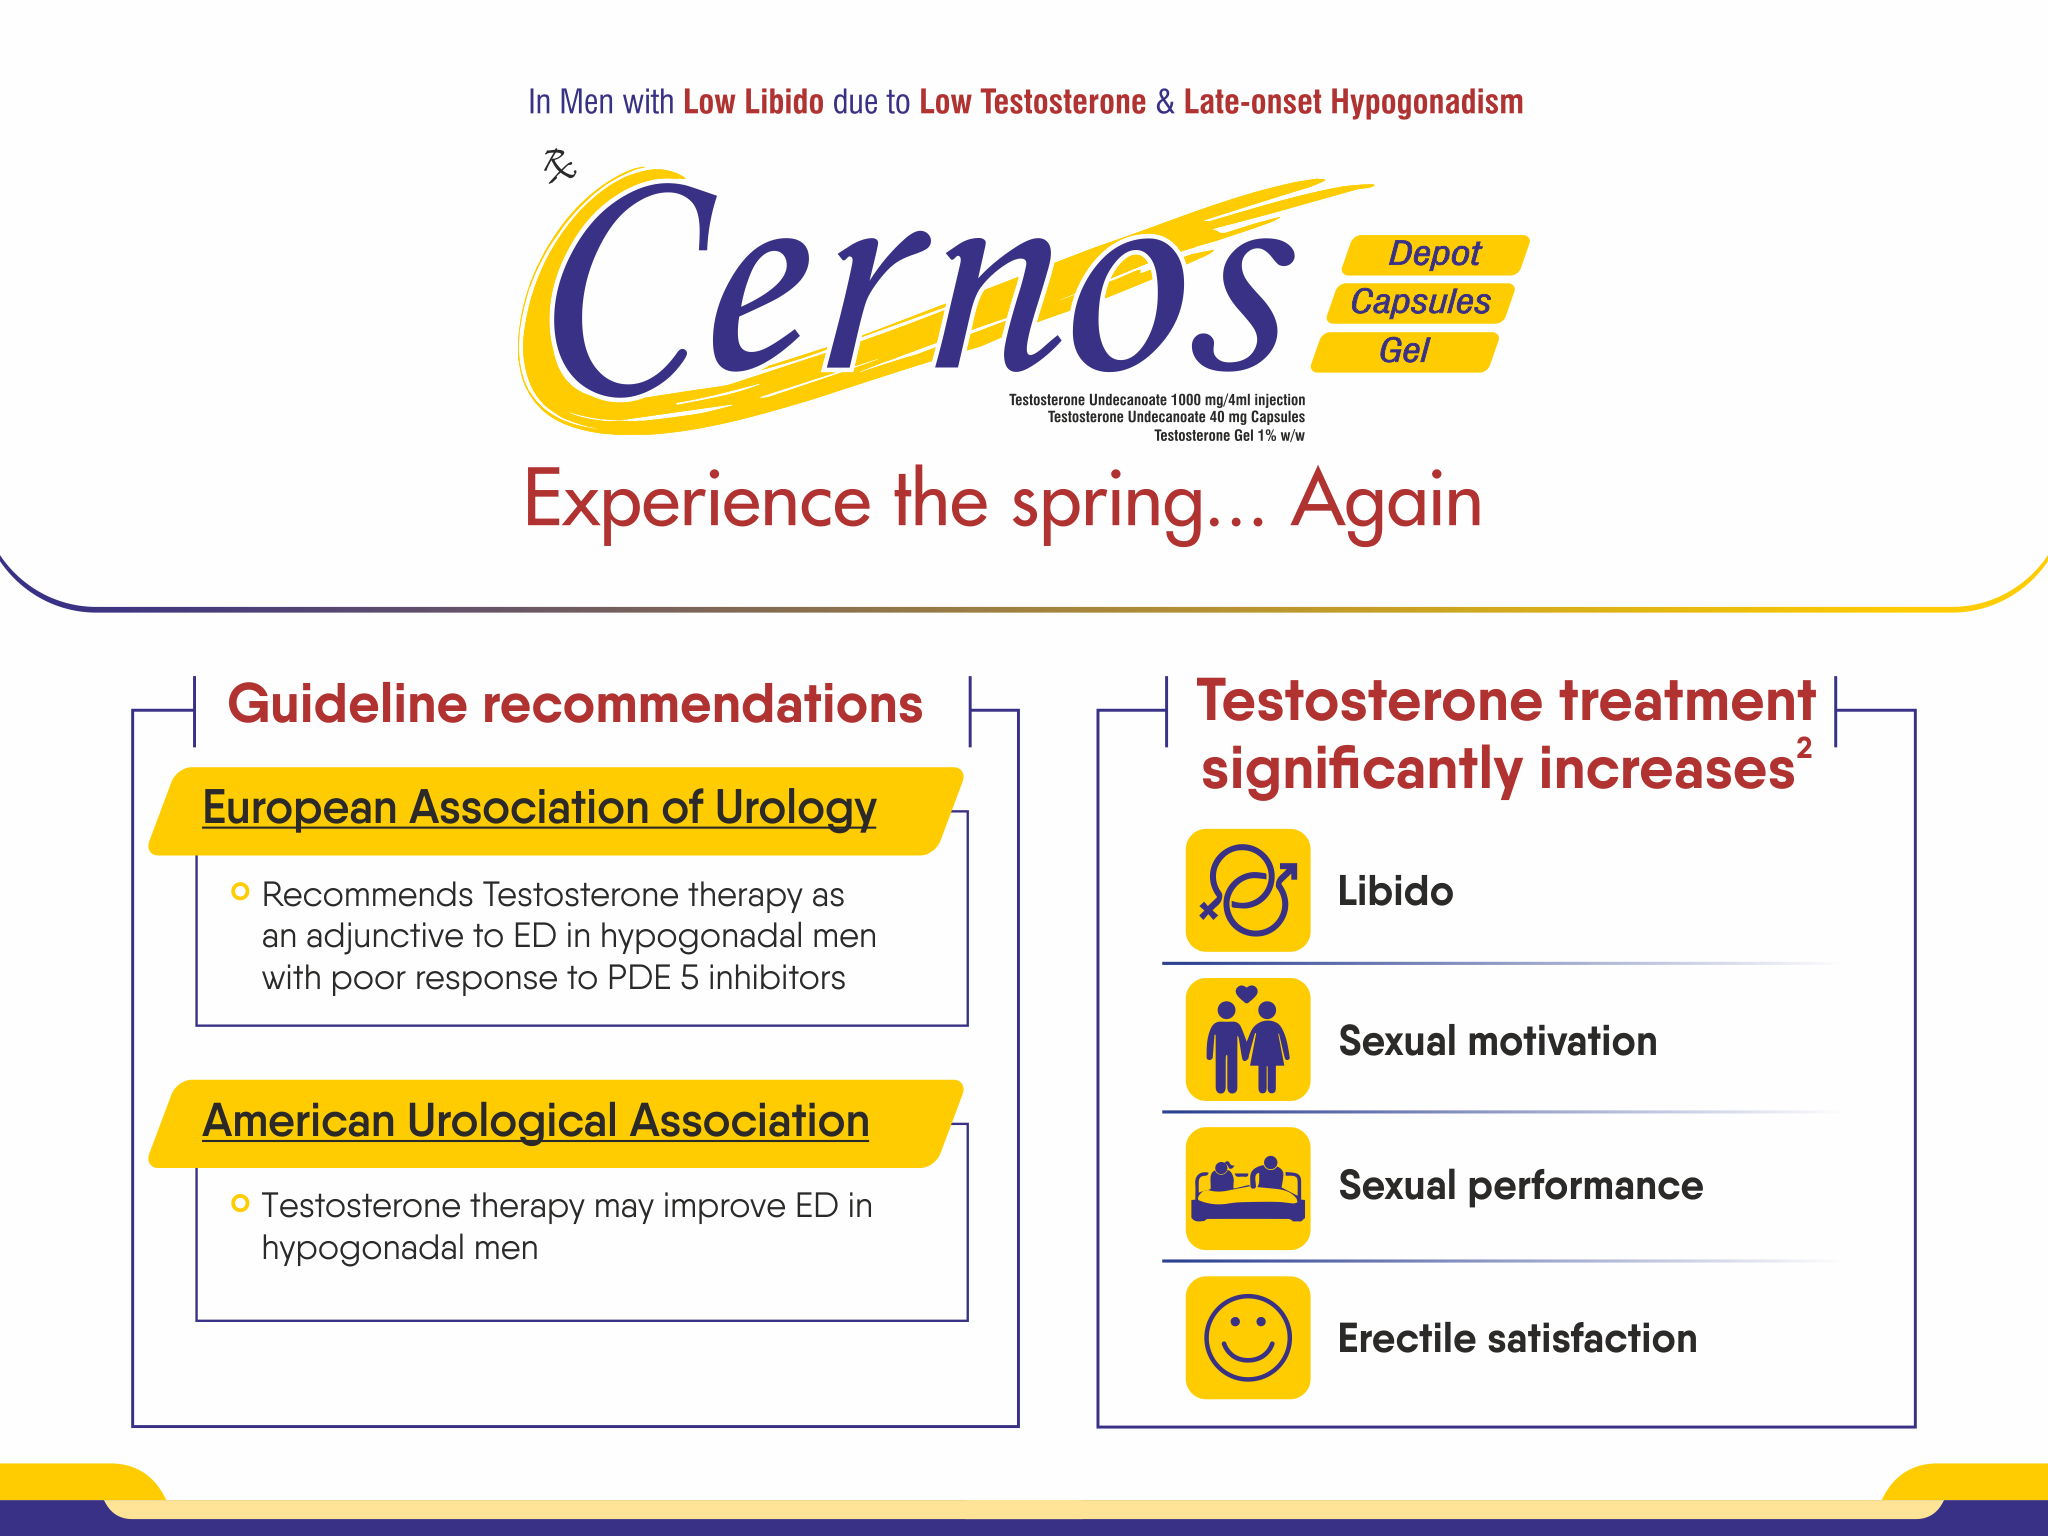 In Men with Low Libido due to Low Testosterone & Late-onset Hypogonadism
Rx
Cernos
Depot
Capsules
Gel
Testosterone Undecanoate 1000 mg/4ml injection
Testosterone Undecanoate 40 mg Capsules
Testosterone Gel 1% w/w
Experience the spring... Again
Guideline recommendations
European Association of Urology
Recommends Testosterone therapy as
an adjunctive to ED in hypogonadal men
with poor response to PDE 5 inhibitors
American Urological Association
Testosterone therapy may improve ED in
hypogonadal men
Testosterone treatment
significantly increases²
Libido
Sexual motivation
Sexual performance
Erectile satisfaction